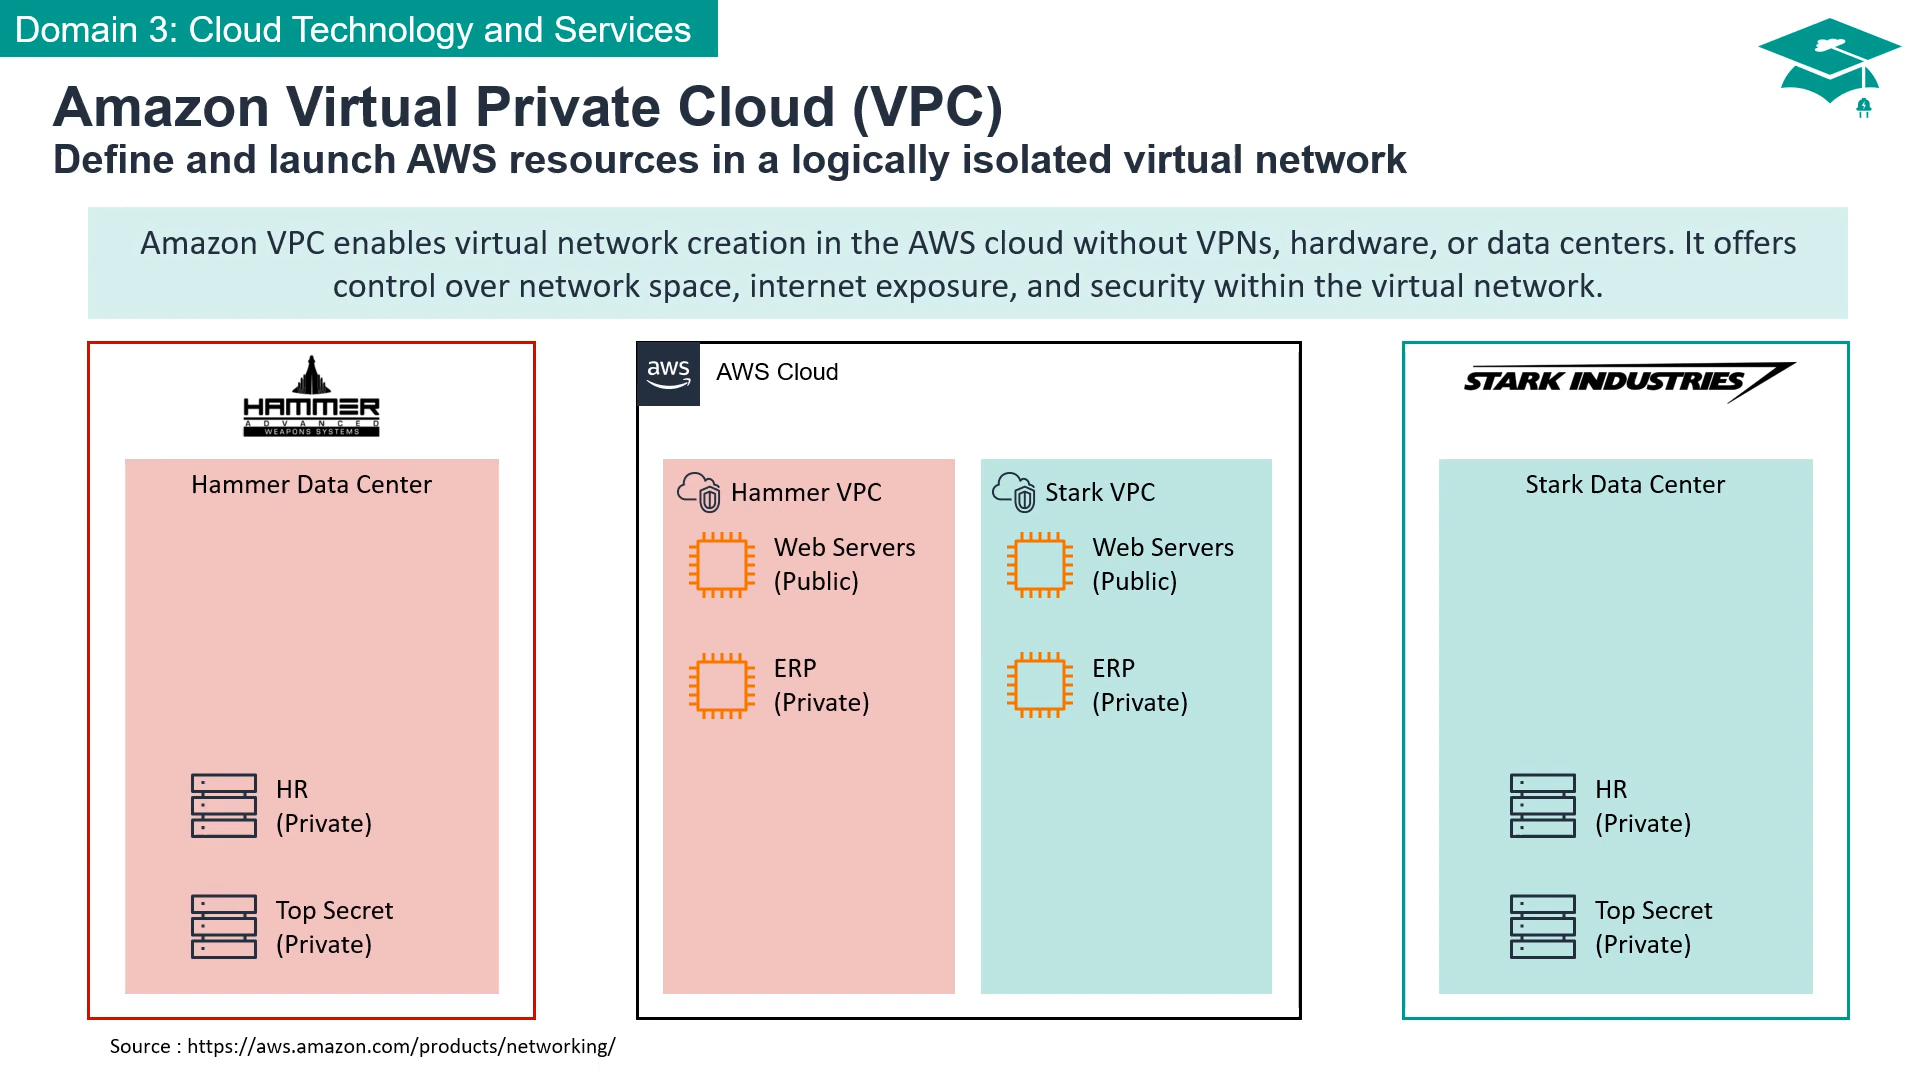 Domain 3: Cloud Technology and Services
Amazon Virtual Private Cloud (VPC)
Define and launch AWS resources in a logically isolated virtual network
Amazon VPC enables virtual network creation in the AWS cloud without VPNs, hardware, or data centers. It offers
control over network space, internet exposure, and security within the virtual network.
HAMMER
ADVANCED
WEAPONS SYSTEMS
Hammer Data Center
HR
(Private)
Top Secret
(Private)
aws
AWS Cloud
Hammer VPC
Web Servers
(Public)
ERP
(Private)
Stark VPC
Web Servers
(Public)
ERP
(Private)
STARK INDUSTRIES
Stark Data Center
HR
(Private)
Top Secret
(Private)
Source : https://aws.amazon.com/products/networking/